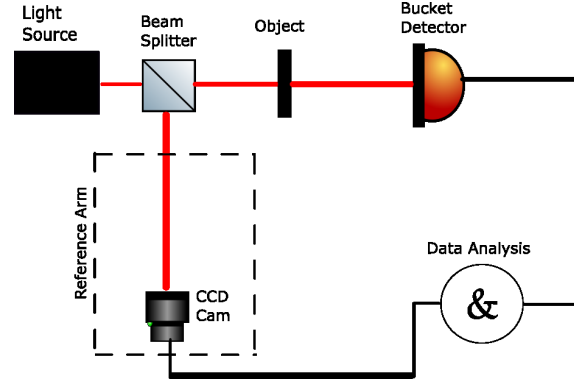 Light
Source
Beam
Splitter
Object
Bucket
Detector
Reference Arm
CCD
Cam
Data Analysis
&